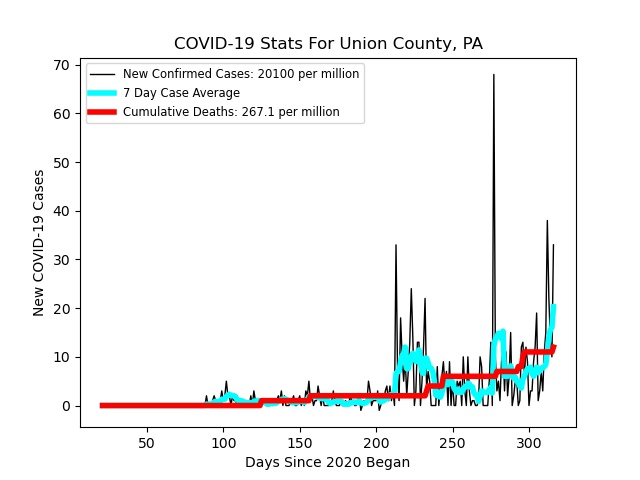 COVID-19 Stats For Union County, PA
New Confirmed Cases: 20100 per million
7 Day Case Average
Cumulative Deaths: 267.1 per million
New COVID-19 Cases
70
60
50
40
30
20
10
0
50 100 150 200 250 300
Days Since 2020 Began